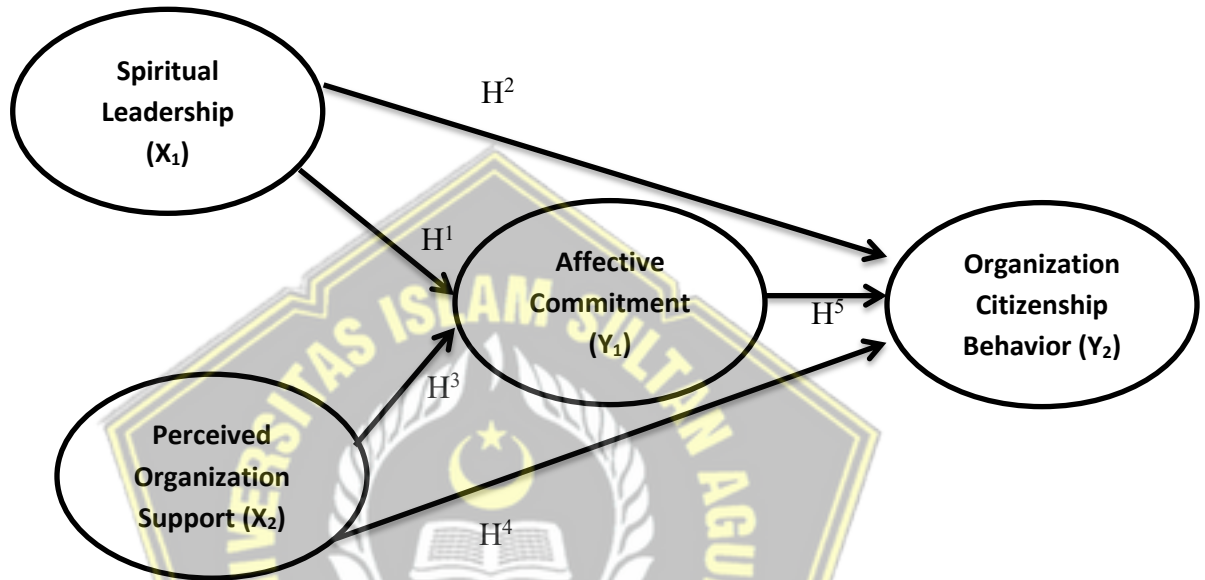 Spiritual
Leadership
(X₁)
H²
H¹
Affective
Commitment
(Y₁)
Organization
Citizenship
Behavior (Y₂)
H⁵
H³
Perceived
Organization
Support (X₂)
H⁴
UNIVERSITAS ISLAM SULTAN AGUN